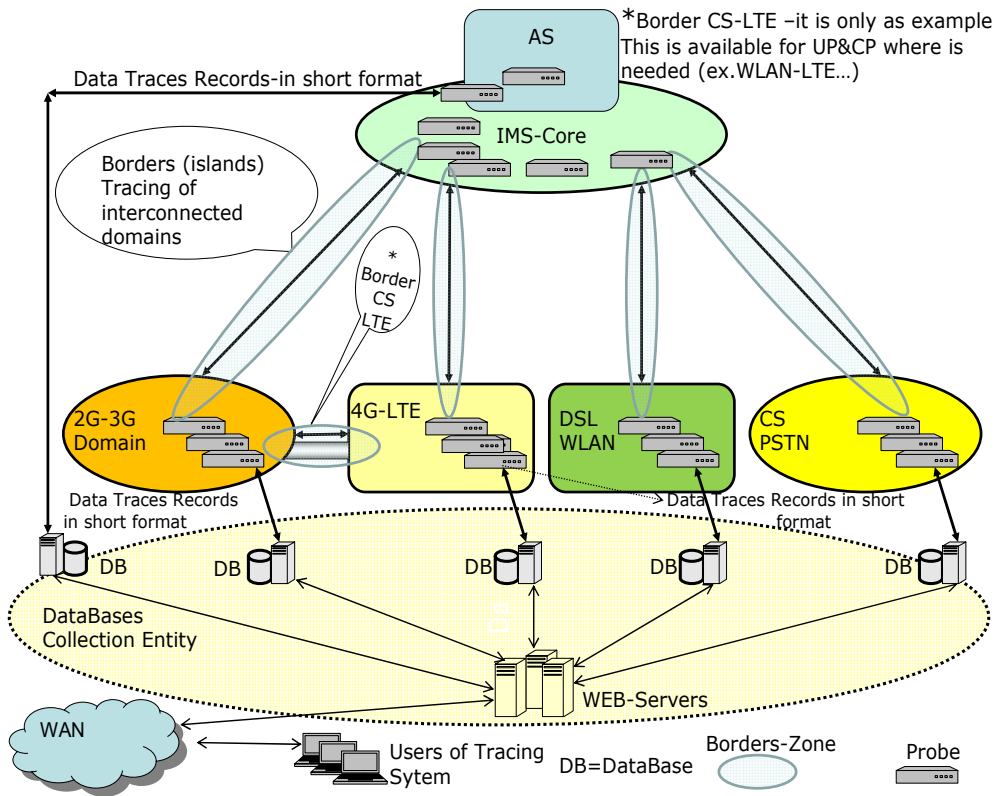 *Border CS-LTE –it is only as example
This is available for UP&CP where is
needed (ex.WLAN-LTE...)
AS
Data Traces Records-in short format
IMS-Core
Borders (islands)
Tracing of
interconnected
domains
*
Border
CS
LTE
2G-3G
Domain
4G-LTE
DSL
WLAN
CS
PSTN
Data Traces Records
in short format
Data Traces Records in short
format
DB
DB
DB
DB
DB
DataBases
Collection Entity
WEB-Servers
WAN
Users of Tracing
Sytem
DB=DataBase
Borders-Zone
Probe